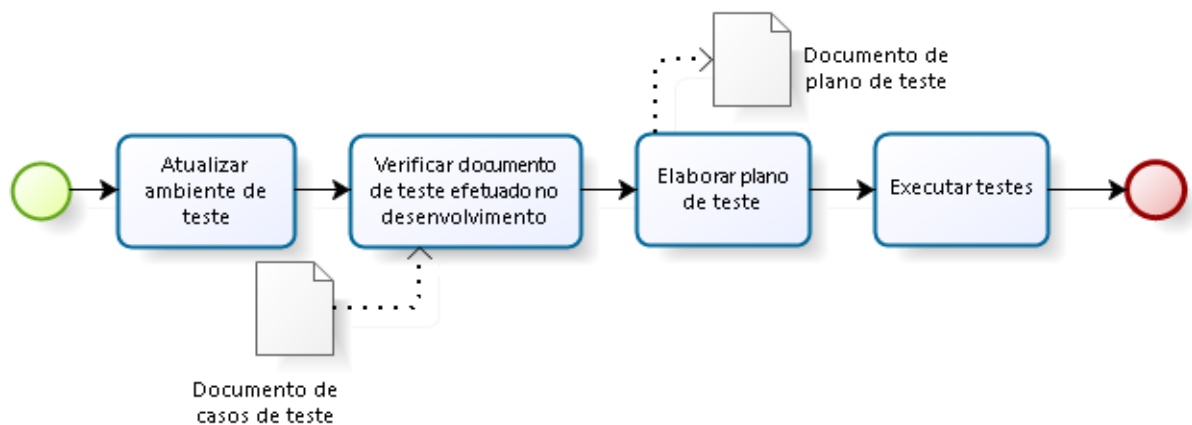 Documento de
plano de teste
Atualizar
ambiente de
teste
Verificar documento
de teste efetuado no
desenvolvimento
Elaborar plano
de teste
Executar testes
Documento de
casos de teste